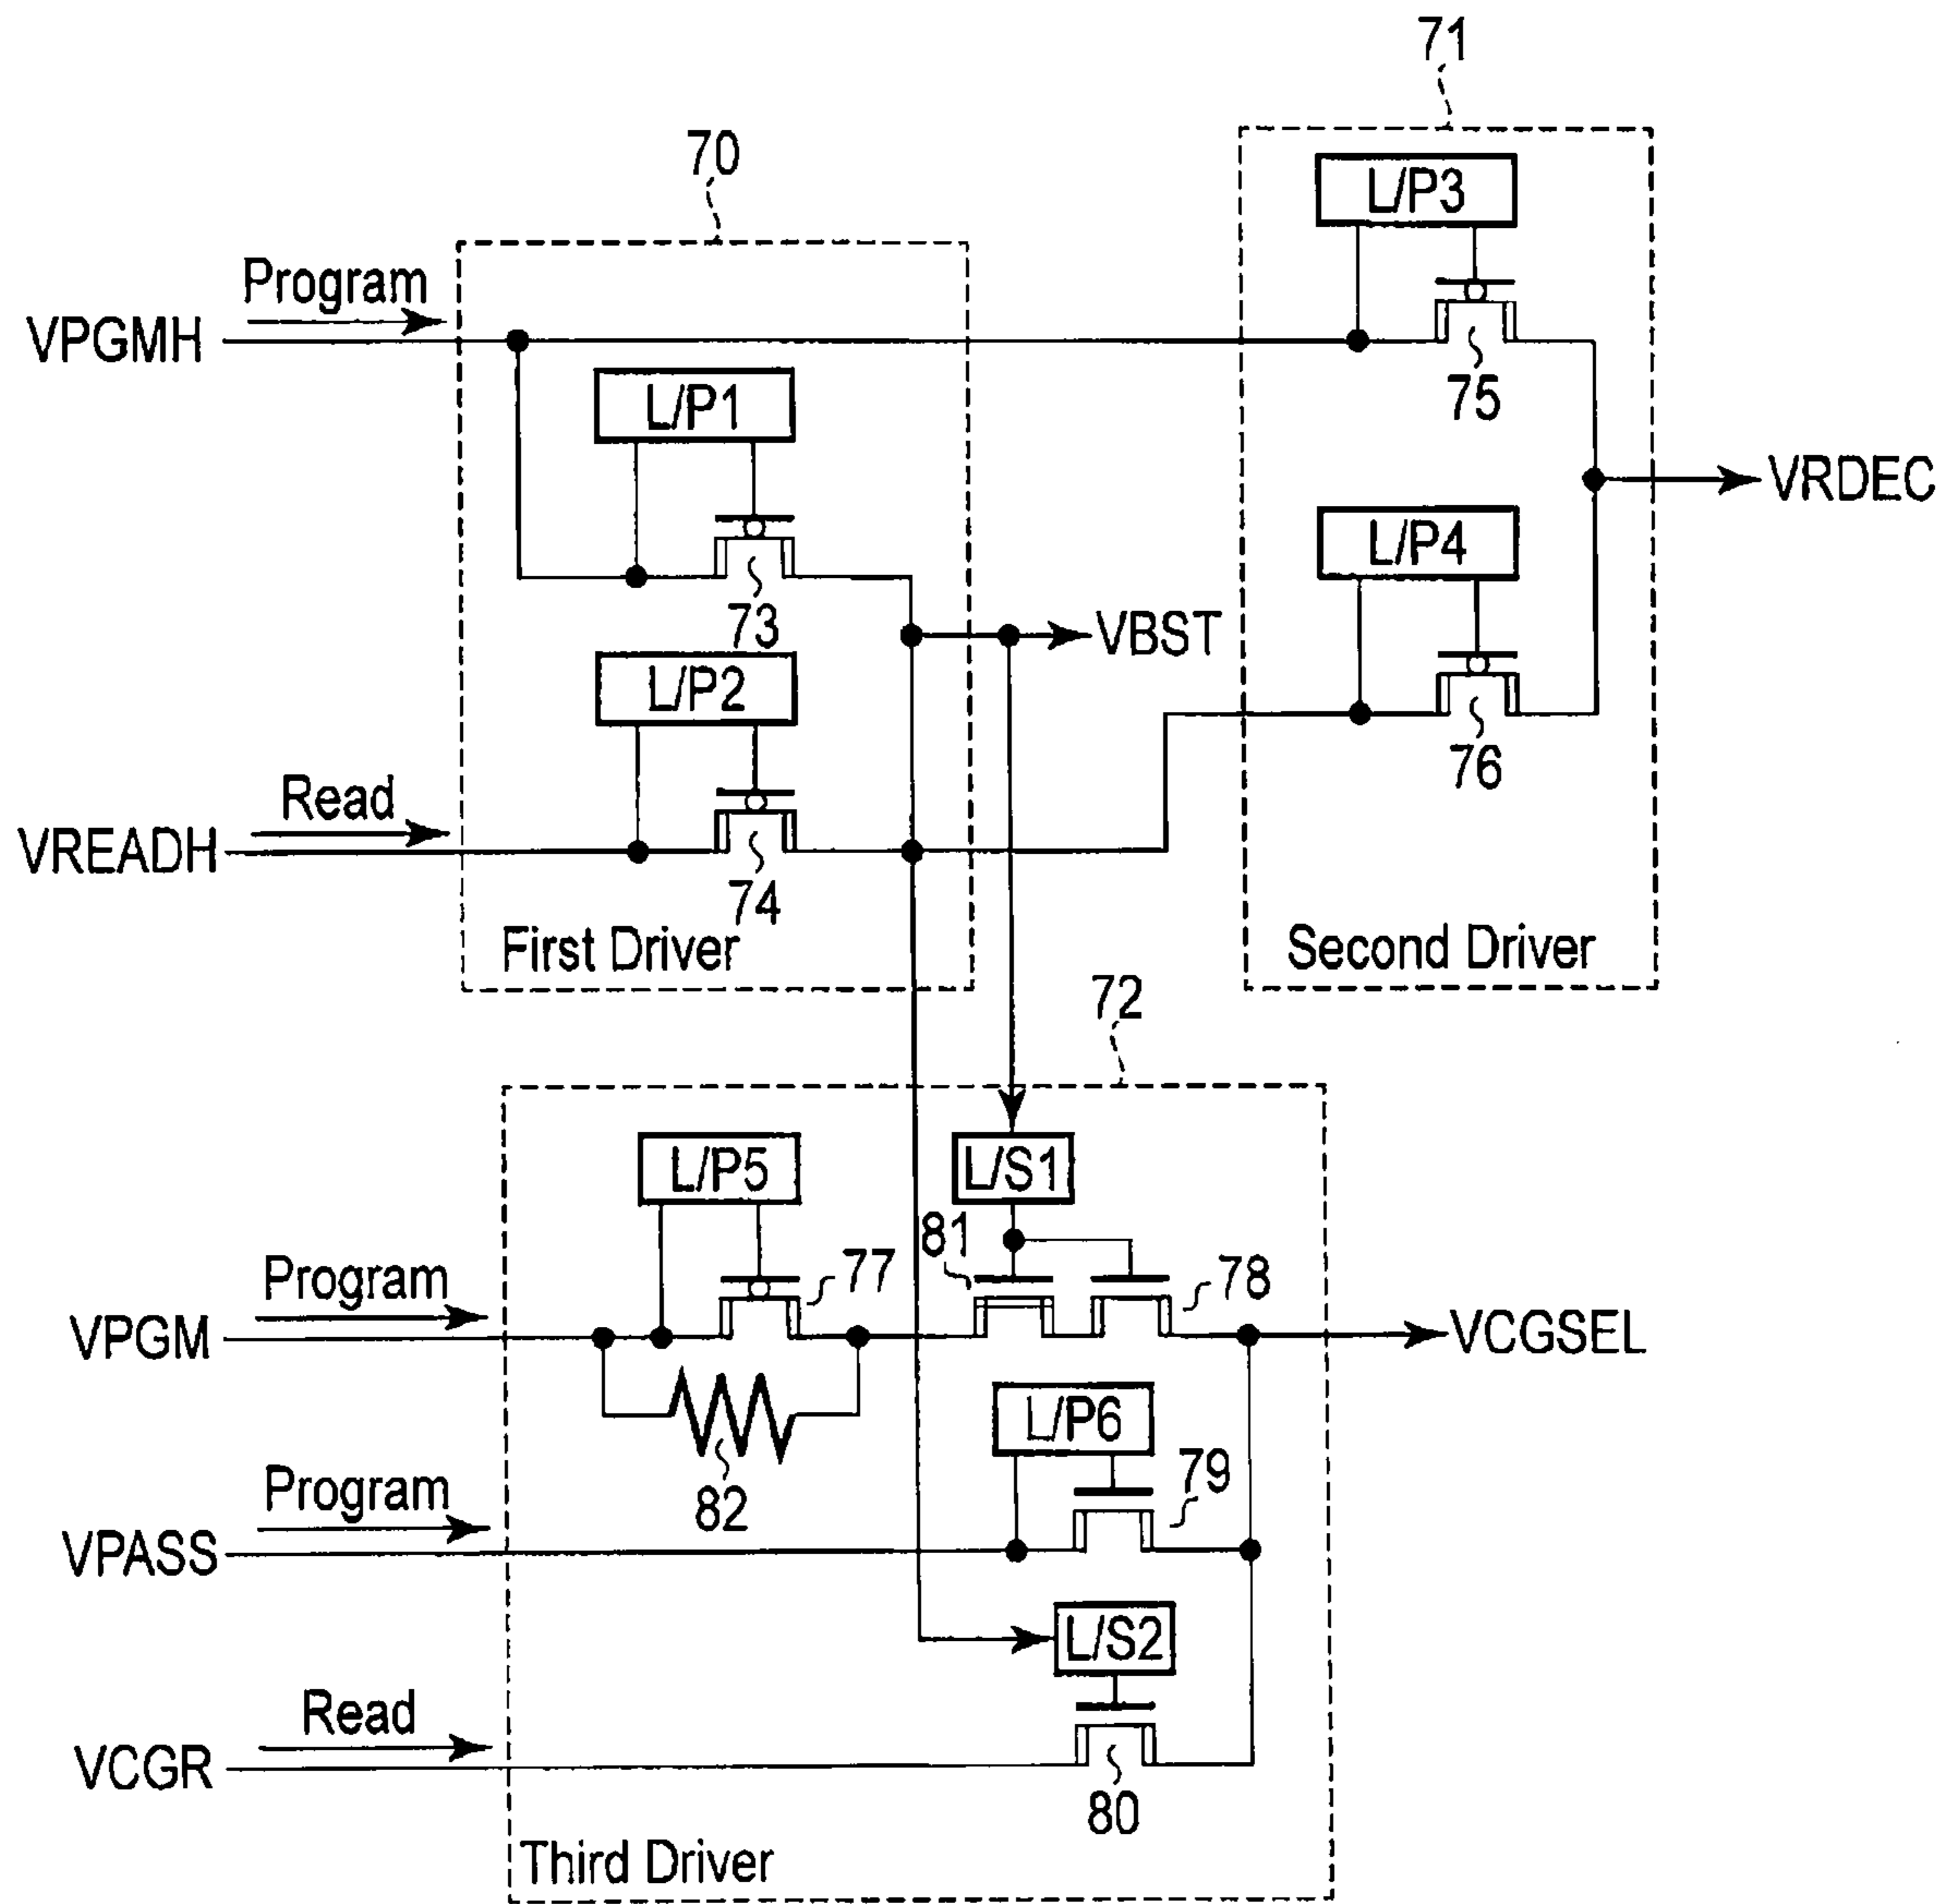 71
70
L/P3
Program
VPGMH
75
L/P1
VRDEC
L/P4
73
VBST
L/P2
76
Read
VREADH
74
First Driver
Second Driver
72
L/P5
L/S1
81
77
78
Program
VPGM
VCGSEL
L/P6
79
82
Program
VPASS
L/S2
Read
VCGR
80
Third Driver